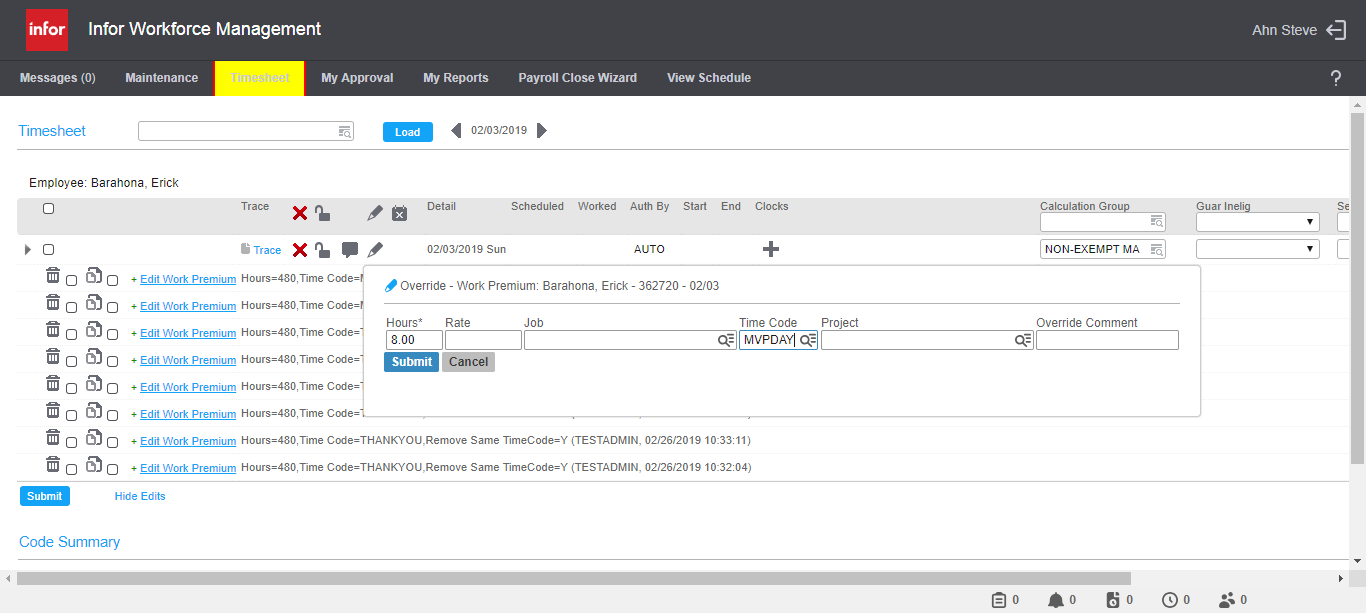 infor Infor Workforce Management Ahn Steve
Messages (0) Maintenance Timesheet My Approval My Reports Payroll Close Wizard View Schedule ?
Timesheet Load 02/03/2019
Employee: Barahona, Erick
Trace Detail Scheduled Worked Auth By Start End Clocks Calculation Group Guar Inelig Se
Trace 02/03/2019 Sun AUTO NON-EXEMPT MA
+ Edit Work Premium Hours=480,Time Code=
+ Edit Work Premium Hours=480,Time Code=
+ Edit Work Premium Hours=480,Time Code=T
+ Edit Work Premium Hours=480,Time Code=T
+ Edit Work Premium Hours=480,Time Code=T
+ Edit Work Premium Hours=480,Time Code=T
+ Edit Work Premium Hours=480,Time Code=THANKYOU,Remove Same TimeCode=Y (TESTADMIN, 02/26/2019 10:33:11)
+ Edit Work Premium Hours=480,Time Code=THANKYOU,Remove Same TimeCode=Y (TESTADMIN, 02/26/2019 10:32:04)
Override - Work Premium: Barahona, Erick - 362720 - 02/03
Hours* Rate Job Time Code Project Override Comment
8.00 MVPDAY
Submit Cancel
Submit Hide Edits
Code Summary
0 0 0 0 0